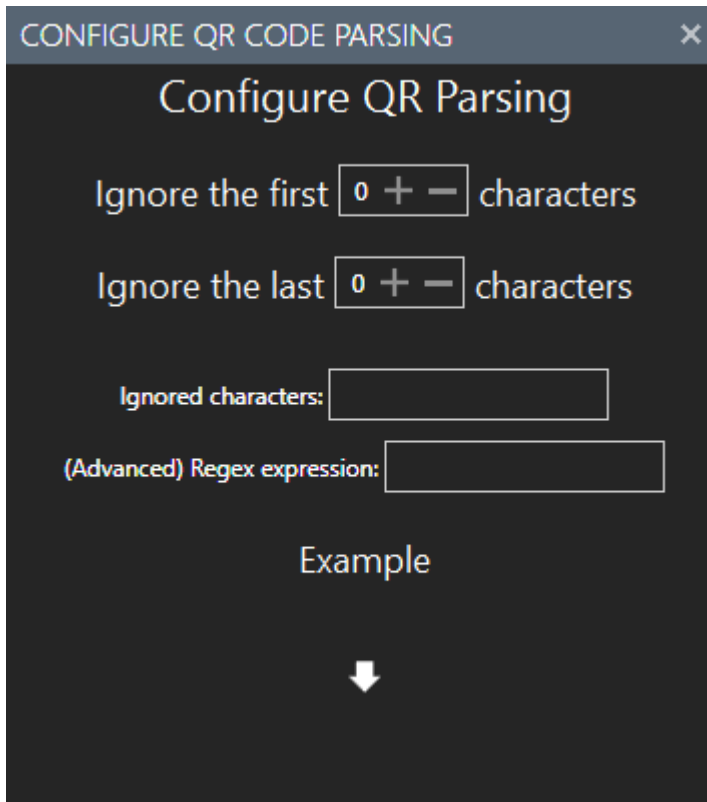 CONFIGURE QR CODE PARSING
Configure QR Parsing
Ignore the first 0 + − characters
Ignore the last 0 + − characters
Ignored characters:
(Advanced) Regex expression:
Example